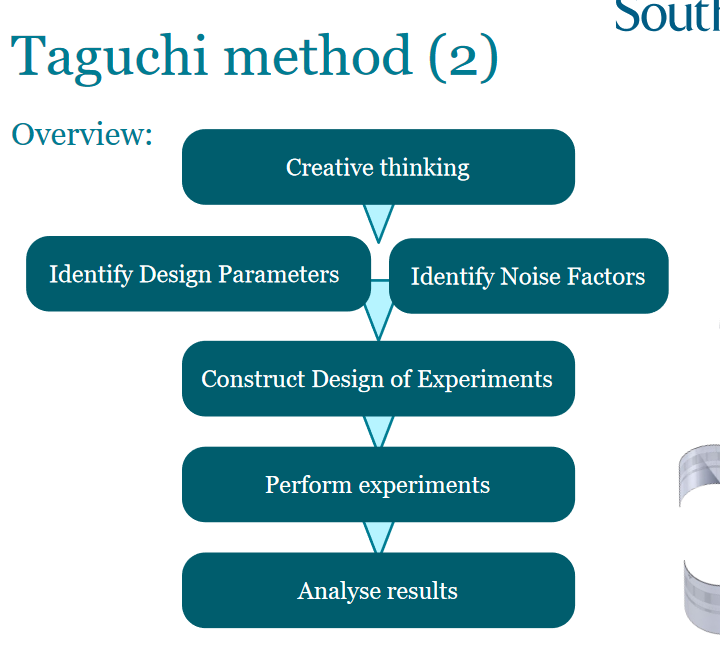 Taguchi method (2)
Overview:
Creative thinking
Identify Design Parameters
Identify Noise Factors
Construct Design of Experiments
Perform experiments
Analyse results